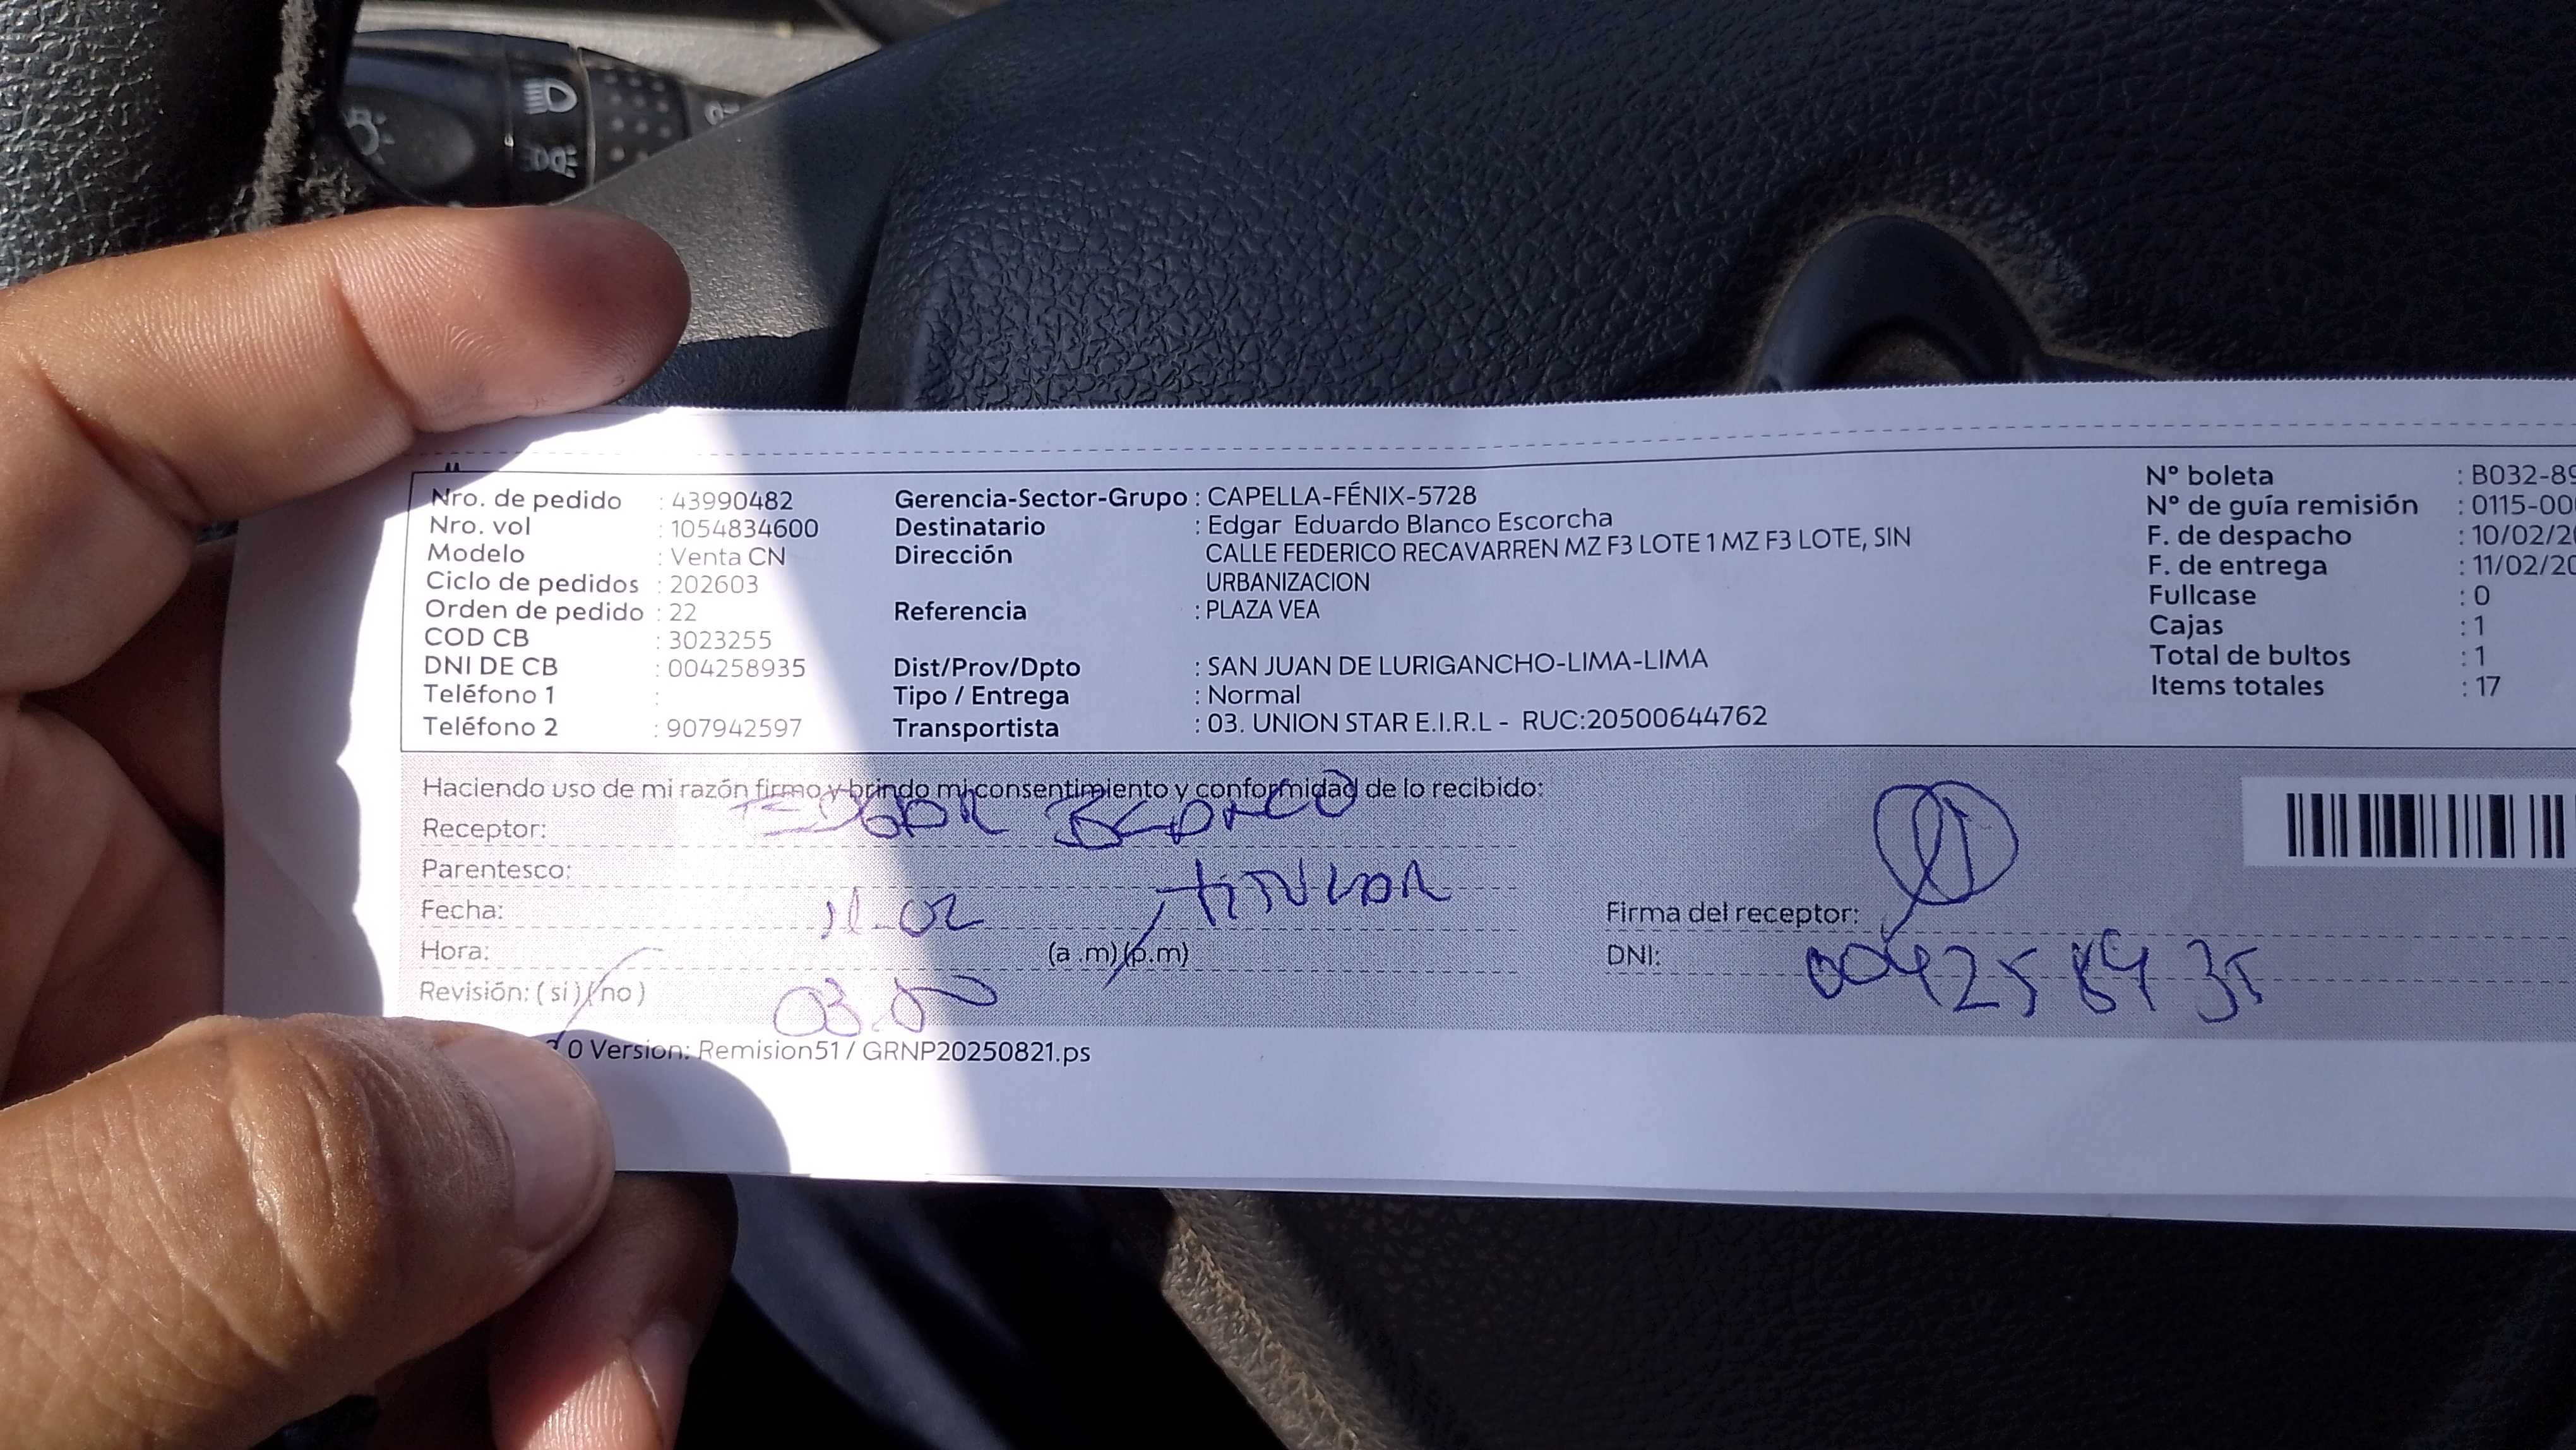 Nro. de pedido : 43990482
Nro. vol : 1054834600
Modelo : Venta CN
Ciclo de pedidos : 202603
Orden de pedido : 22
COD CB : 3023255
DNI DE CB : 004258935
Teléfono 1 :
Teléfono 2 : 907942597
Gerencia-Sector-Grupo : CAPELLA-FÉNIX-5728
Destinatario : Edgar Eduardo Blanco Escorcha
Dirección CALLE FEDERICO RECAVARREN MZ F3 LOTE 1 MZ F3 LOTE, SIN
URBANIZACION
Referencia : PLAZA VEA
Dist/Prov/Dpto : SAN JUAN DE LURIGANCHO-LIMA-LIMA
Tipo / Entrega : Normal
Transportista : 03. UNION STAR E.I.R.L - RUC:20500644762
N° boleta : B032-89
N° de guía remisión : 0115-00
F. de despacho : 10/02/2
F. de entrega : 11/02/20
Fullcase : 0
Cajas : 1
Total de bultos : 1
Items totales : 17
Haciendo uso de mi razón firmo y brindo mi consentimiento y conformidad de lo recibido:
Receptor: EDGAR BLANCO
Parentesco: TITULAR
Fecha: 11-02
Hora: (a .m) (p.m)
Revisión: ( si ) ( no ) 03.00
Firma del receptor:
DNI: 004258935
0 Version: Remision51 / GRNP20250821.ps